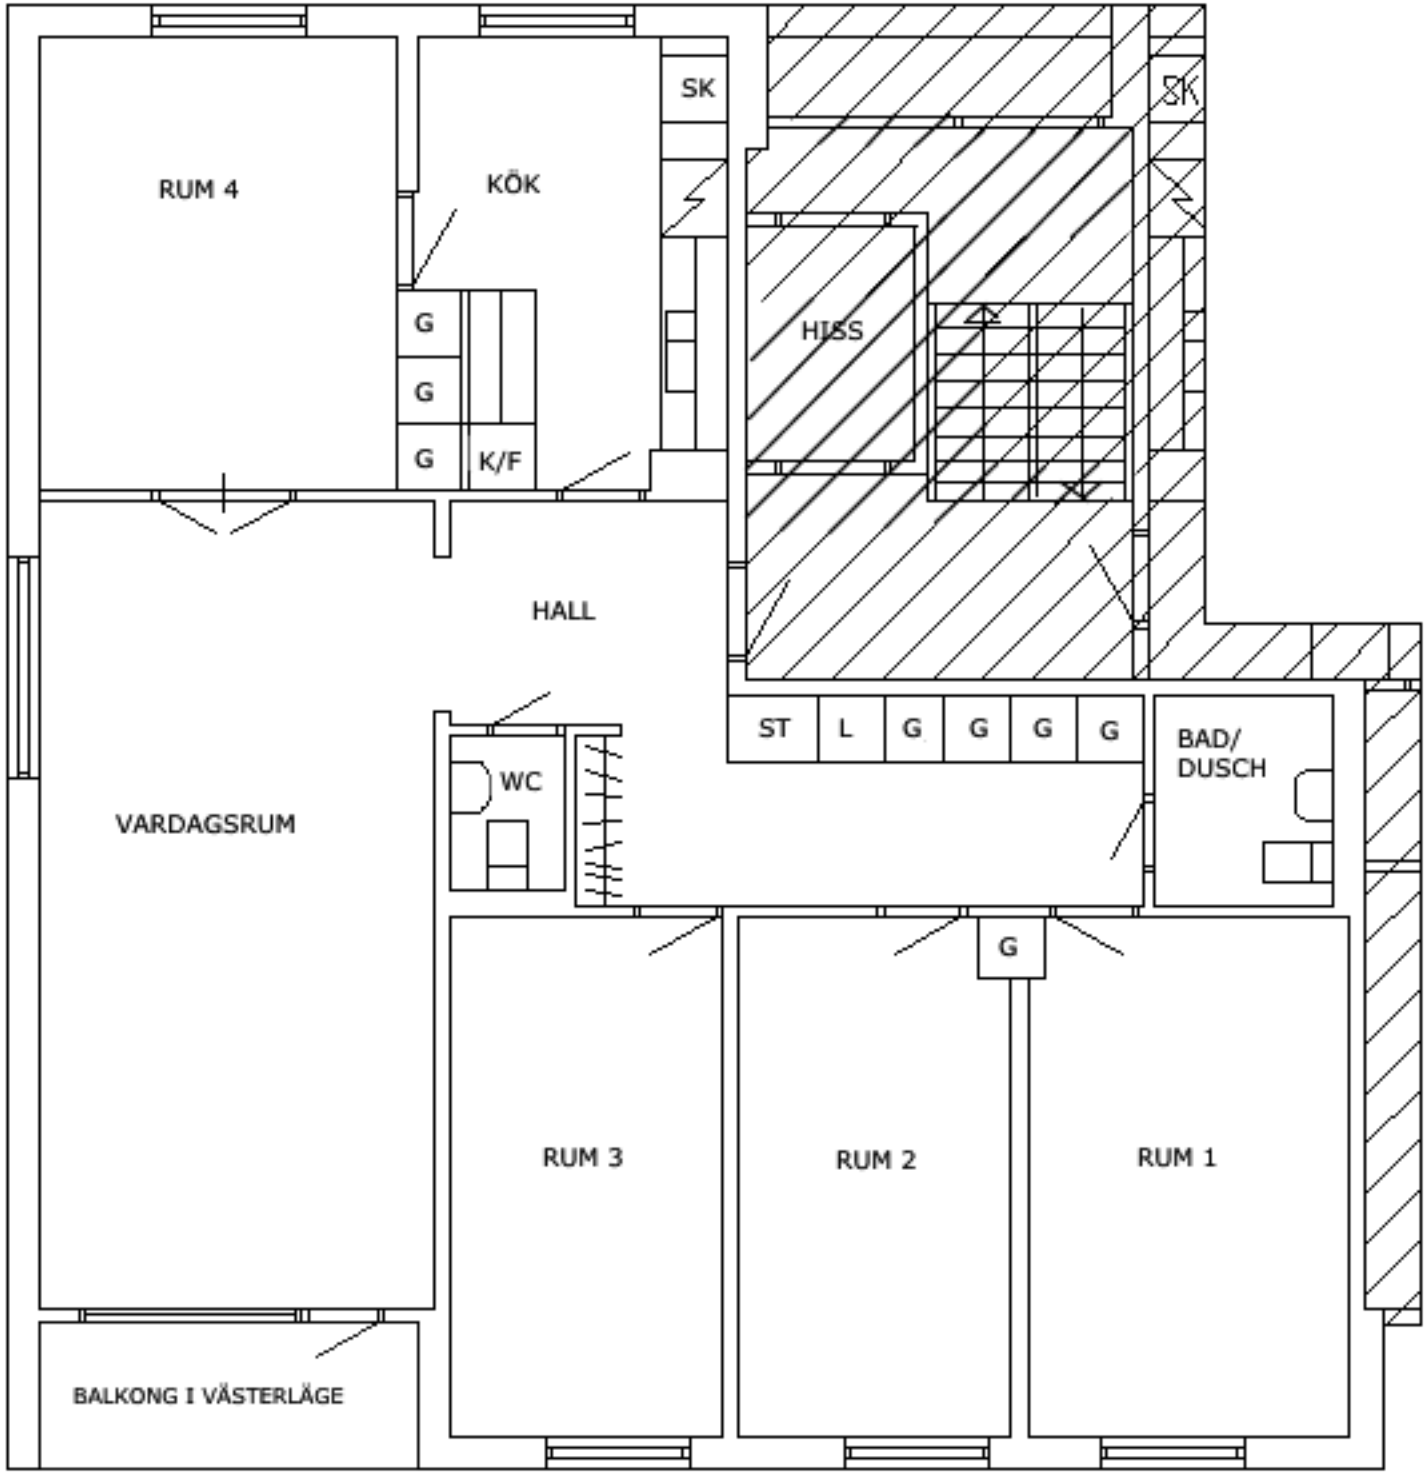 SK
SK
RUM 4
KÖK
G
HISS
G
G
K/F
HALL
ST
L
G
G
G
G
BAD/
DUSCH
WC
VARDAGSRUM
G
RUM 3
RUM 2
RUM 1
BALKONG I VÄSTERLÄGE